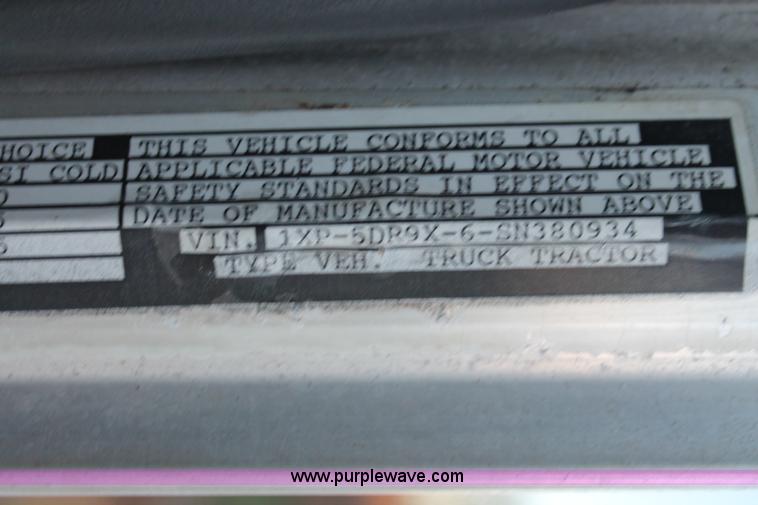 HOICE THIS VEHICLE CONFORMS TO ALL
SI COLD APPLICABLE FEDERAL MOTOR VEHICLE
SAFETY STANDARDS IN EFFECT ON THE
DATE OF MANUFACTURE SHOWN ABOVE
VIN. 1XP-5DR9X-6-SN380934
TYPE VEH. TRUCK TRACTOR
www.purplewave.com